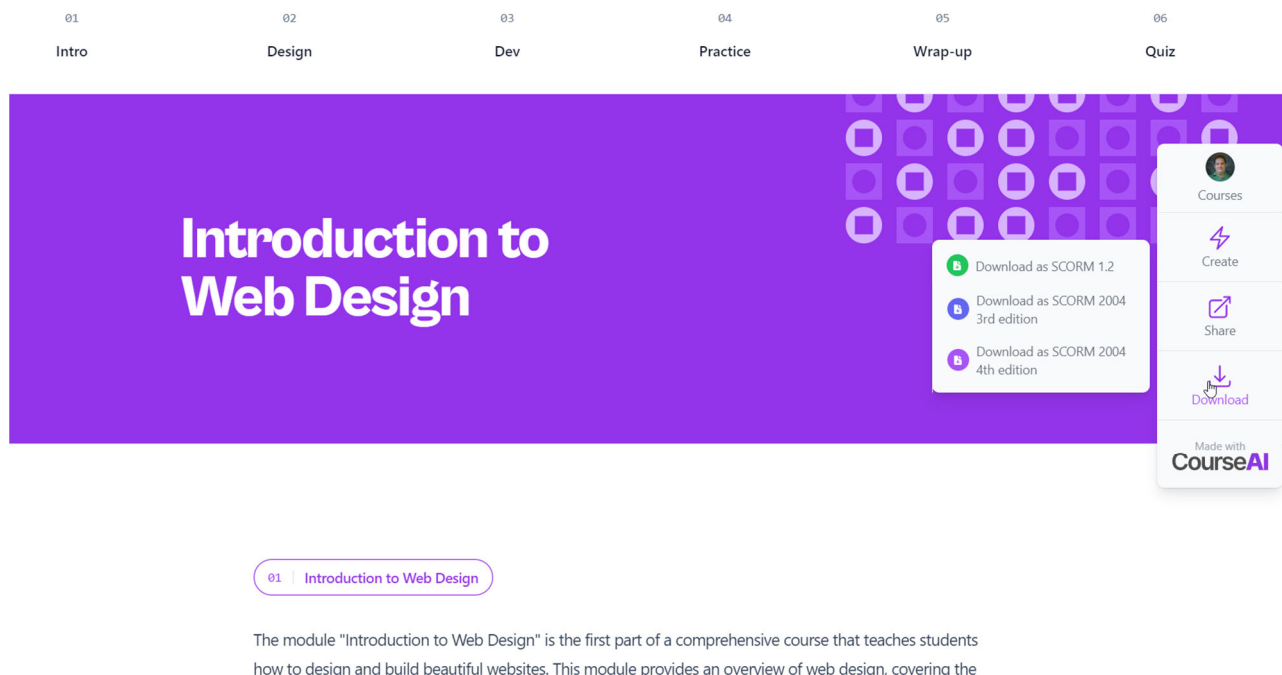 01
Intro
02
Design
03
Dev
04
Practice
05
Wrap-up
06
Quiz
Introduction to
Web Design
Download as SCORM 1.2
Download as SCORM 2004
3rd edition
Download as SCORM 2004
4th edition
Courses
Create
Share
Download
Made with
CourseAI
01 Introduction to Web Design
The module "Introduction to Web Design" is the first part of a comprehensive course that teaches students
how to design and build beautiful websites. This module provides an overview of web design, covering the